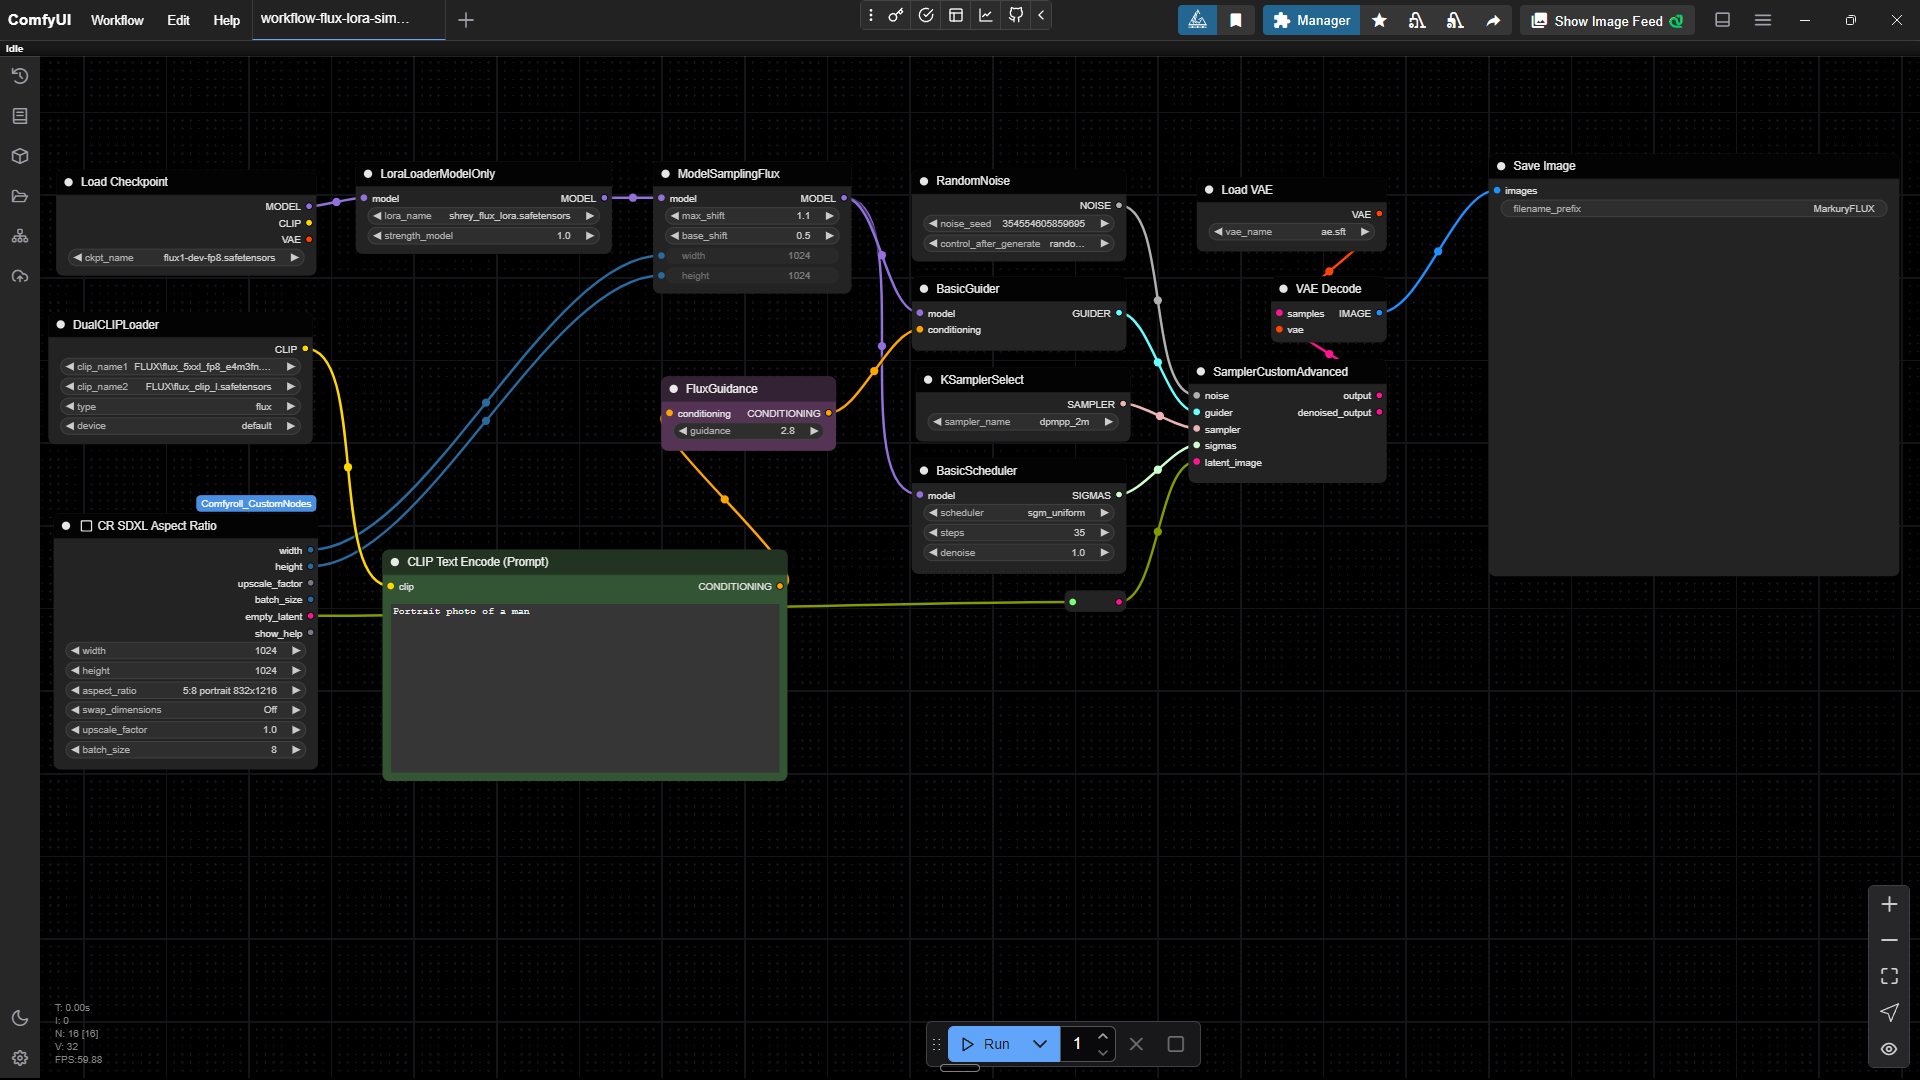 ComfyUI Workflow Edit Help workflow-flux-lora-sim...
Manager Show Image Feed
Idle
Load Checkpoint
MODEL
CLIP
VAE
ckpt_name flux1-dev-fp8.safetensors
LoraLoaderModelOnly
model MODEL
lora_name shrey_flux_lora.safetensors
strength_model 1.0
ModelSamplingFlux
model MODEL
max_shift 1.1
base_shift 0.5
width 1024
height 1024
RandomNoise
NOISE
noise_seed 354554605859695
control_after_generate rando...
Load VAE
VAE
vae_name ae.sft
Save Image
images
filename_prefix MarkuryFLUX
BasicGuider
model GUIDER
conditioning
VAE Decode
samples IMAGE
vae
DualCLIPLoader
CLIP
clip_name1 FLUX\flux_5xxl_fp8_e4m3fn....
clip_name2 FLUX\flux_clip_l.safetensors
type flux
device default
FluxGuidance
conditioning CONDITIONING
guidance 2.8
KSamplerSelect
SAMPLER
sampler_name dpmpp_2m
SamplerCustomAdvanced
noise output
guider denoised_output
sampler
sigmas
latent_image
BasicScheduler
model SIGMAS
scheduler sgm_uniform
steps 35
denoise 1.0
Comfyroll_CustomNodes
CR SDXL Aspect Ratio
width
height
upscale_factor
batch_size
empty_latent
show_help
width 1024
height 1024
aspect_ratio 5:8 portrait 832x1216
swap_dimensions Off
upscale_factor 1.0
batch_size 8
CLIP Text Encode (Prompt)
clip CONDITIONING
Portrait photo of a man
T: 0.00s
I: 0
N: 16 [16]
V: 32
FPS:59.88
Run 1